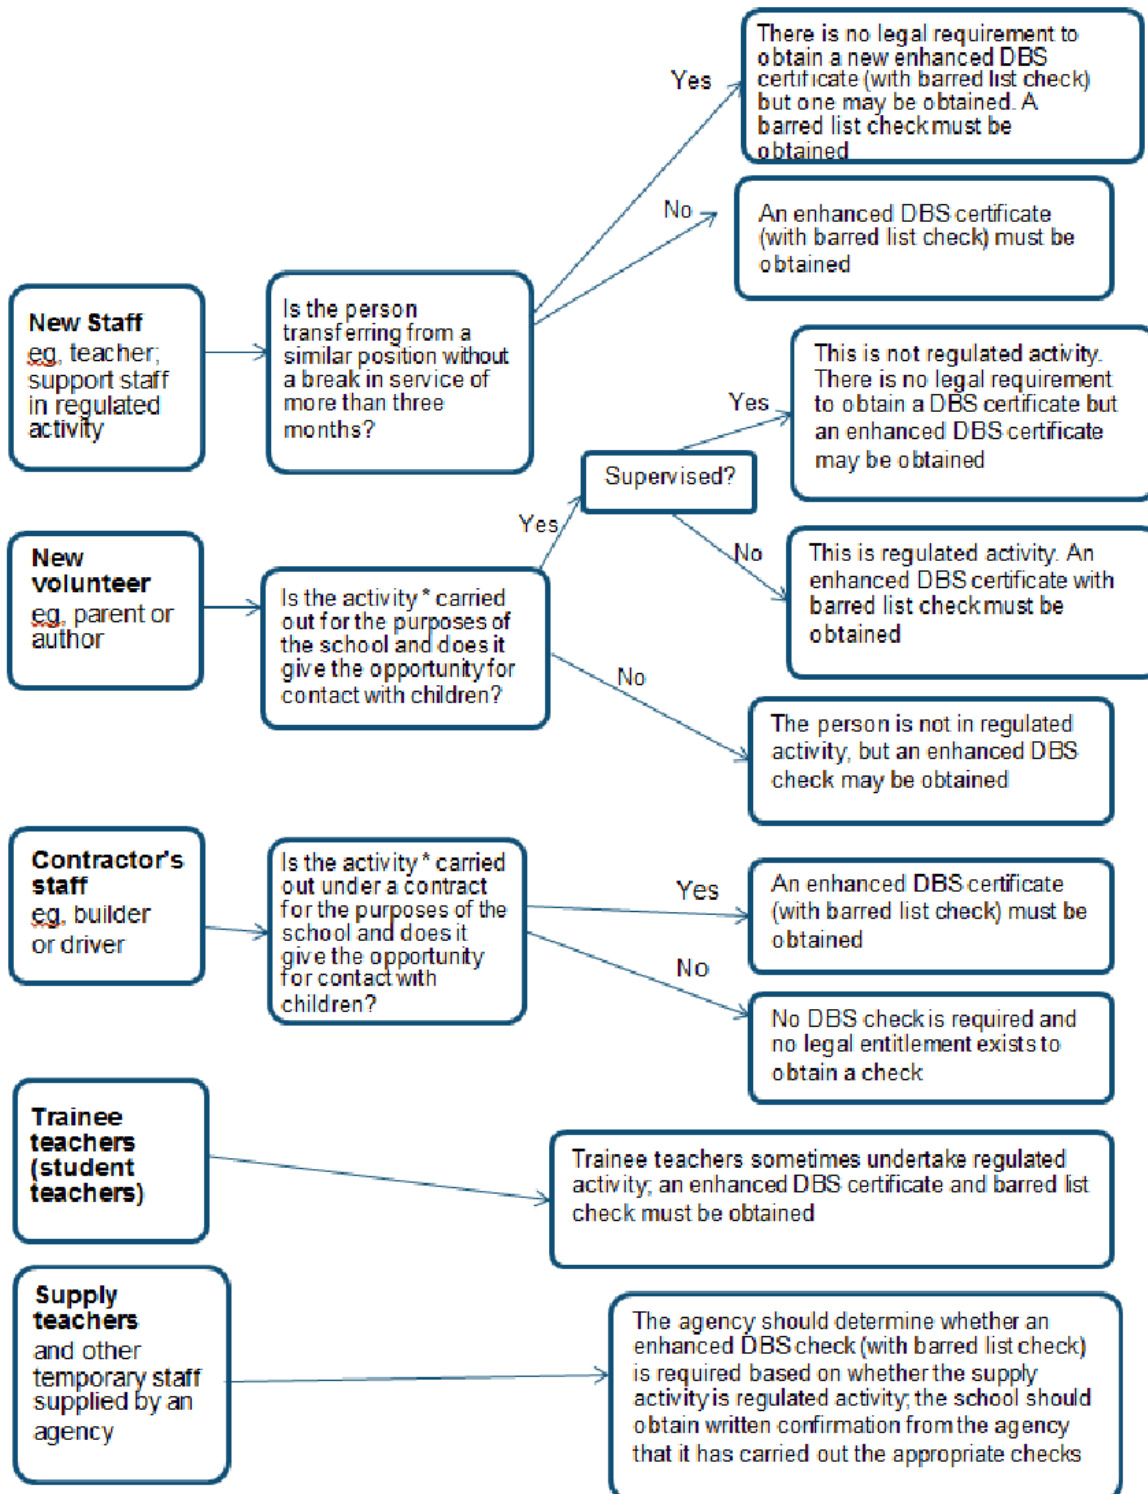 There is no legal requirement to
obtain a new enhanced DBS
certificate (with barred list check)
but one may be obtained. A
barred list check must be
obtained
Yes
No
An enhanced DBS certificate
(with barred list check) must be
obtained
New Staff
eg, teacher;
support staff
in regulated
activity
Is the person
transferring from a
similar position without
a break in service of
more than three
months?
This is not regulated activity.
There is no legal requirement
to obtain a DBS certificate but
an enhanced DBS certificate
may be obtained
Yes
Supervised?
Yes
No
This is regulated activity. An
enhanced DBS certificate with
barred list check must be
obtained
New
volunteer
eg, parent or
author
Is the activity * carried
out for the purposes of
the school and does it
give the opportunity for
contact with children?
No
The person is not in regulated
activity, but an enhanced DBS
check may be obtained
Contractor's
staff
eg, builder
or driver
Is the activity * carried
out under a contract
for the purposes of the
school and does it
give the opportunity
for contact with
children?
Yes
An enhanced DBS certificate
(with barred list check) must be
obtained
No
No DBS check is required and
no legal entitlement exists to
obtain a check
Trainee
teachers
(student
teachers)
Trainee teachers sometimes undertake regulated
activity; an enhanced DBS certificate and barred list
check must be obtained
Supply
teachers
and other
temporary staff
supplied by an
agency
The agency should determine whether an
enhanced DBS check (with barred list check)
is required based on whether the supply
activity is regulated activity; the school should
obtain written confirmation from the agency
that it has carried out the appropriate checks